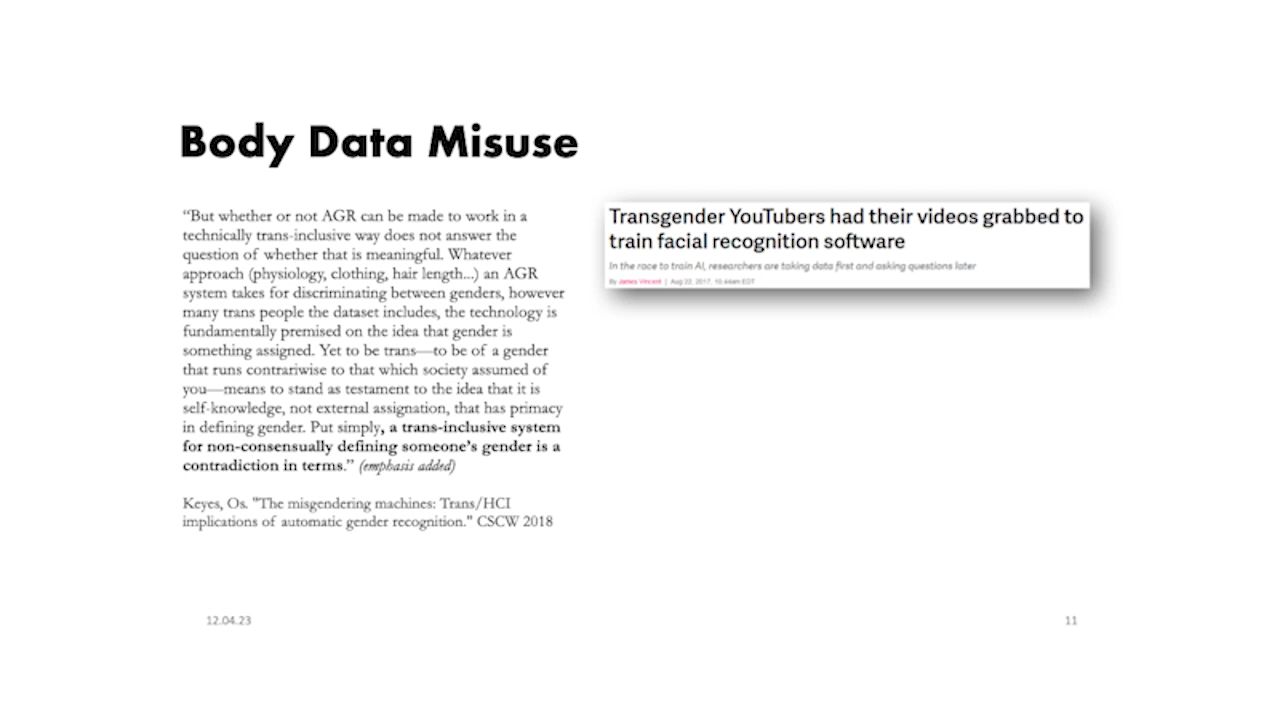 Body Data Misuse
“But whether or not AGR can be made to work in a
technically trans-inclusive way does not answer the
question of whether that is meaningful. Whatever
approach (physiology, clothing, hair length...) an AGR
system takes for discriminating between genders, however
many trans people the dataset includes, the technology is
fundamentally premised on the idea that gender is
something assigned. Yet to be trans—to be of a gender
that runs contrariwise to that which society assumed of
you—means to stand as testament to the idea that it is
self-knowledge, not external assignation, that has primacy
in defining gender. Put simply, a trans-inclusive system
for non-consensually defining someone’s gender is a
contradiction in terms.” (emphasis added)
Keyes, Os. "The misgendering machines: Trans/HCI
implications of automatic gender recognition." CSCW 2018
Transgender YouTubers had their videos grabbed to
train facial recognition software
In the race to train AI, researchers are taking data first and asking questions later
By James Vincent | Aug 22, 2017, 10:44am EDT
12.04.23
11